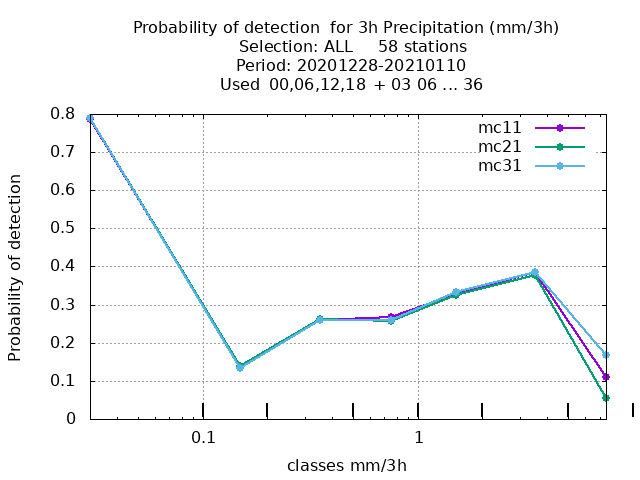 Probability of detection  for 3h Precipitation (mm/3h)
Selection: ALL     58 stations
Period: 20201228-20210110
Used  00,06,12,18  + 03 06 ... 36
mc11
mc21
mc31
0.8
0.7
0.6
0.5
0.4
0.3
0.2
0.1
0
Probability of detection
0.1
1
classes mm/3h